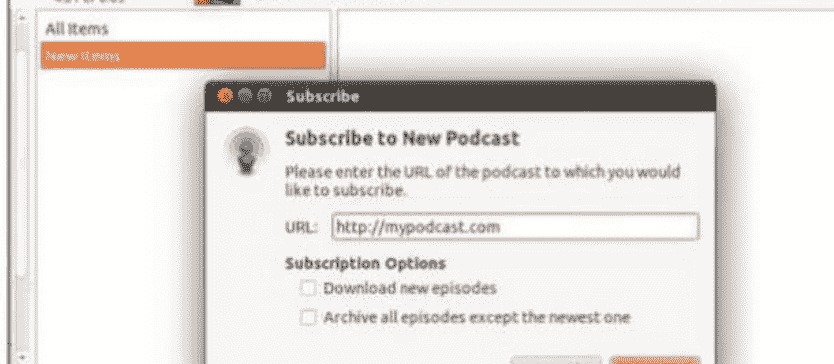 All Items
New Items
Subscribe
Subscribe to New Podcast
Please enter the URL of the podcast to which you would
like to subscribe.
URL: http://mypodcast.com
Subscription Options
Download new episodes
Archive all episodes except the newest one